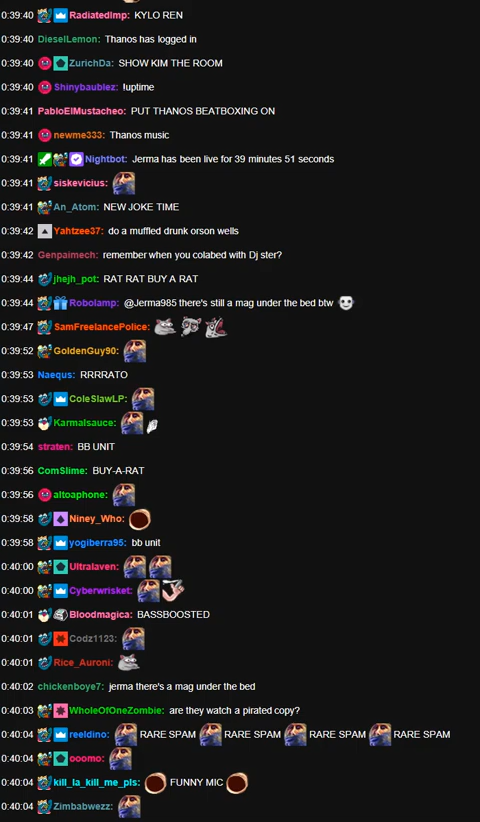 0:39:40 RadiatedImp: KYLO REN
0:39:40 DieselLemon: Thanos has logged in
0:39:40 ZurichDa: SHOW KIM THE ROOM
0:39:40 Shinybaublez: !uptime
0:39:41 PabloElMustacheo: PUT THANOS BEATBOXING ON
0:39:41 newme333: Thanos music
0:39:41 Nightbot: Jerma has been live for 39 minutes 51 seconds
0:39:41 siskevicius:
0:39:41 An_Atom: NEW JOKE TIME
0:39:42 Yahtzee37: do a muffled drunk orson wells
0:39:42 Genpaimech: remember when you colabed with Dj ster?
0:39:44 jhejh_pot: RAT RAT BUY A RAT
0:39:44 Robolamp: @Jerma985 there's still a mag under the bed btw
0:39:47 SamFreelancePolice:
0:39:52 GoldenGuy90:
0:39:53 Naequs: RRRRATO
0:39:53 ColeSlawLP:
0:39:53 Karmalsauce:
0:39:54 straten: BB UNIT
0:39:56 ComSlime: BUY-A-RAT
0:39:56 altoaphone:
0:39:58 Niney_Who:
0:39:58 yogiberra95: bb unit
0:40:00 Ultralaven:
0:40:00 Cyberwrisket:
0:40:01 Bloodmagica: BASSBOOSTED
0:40:01 Codz1123:
0:40:01 Rice_Auroni:
0:40:02 chickenboye7: jerma there's a mag under the bed
0:40:03 WholeOfOneZombie: are they watch a pirated copy?
0:40:04 reeldino: RARE SPAM RARE SPAM RARE SPAM RARE SPAM
0:40:04 ooomo:
0:40:04 kill_la_kill_me_pls: FUNNY MIC
0:40:04 Zimbabwezz: